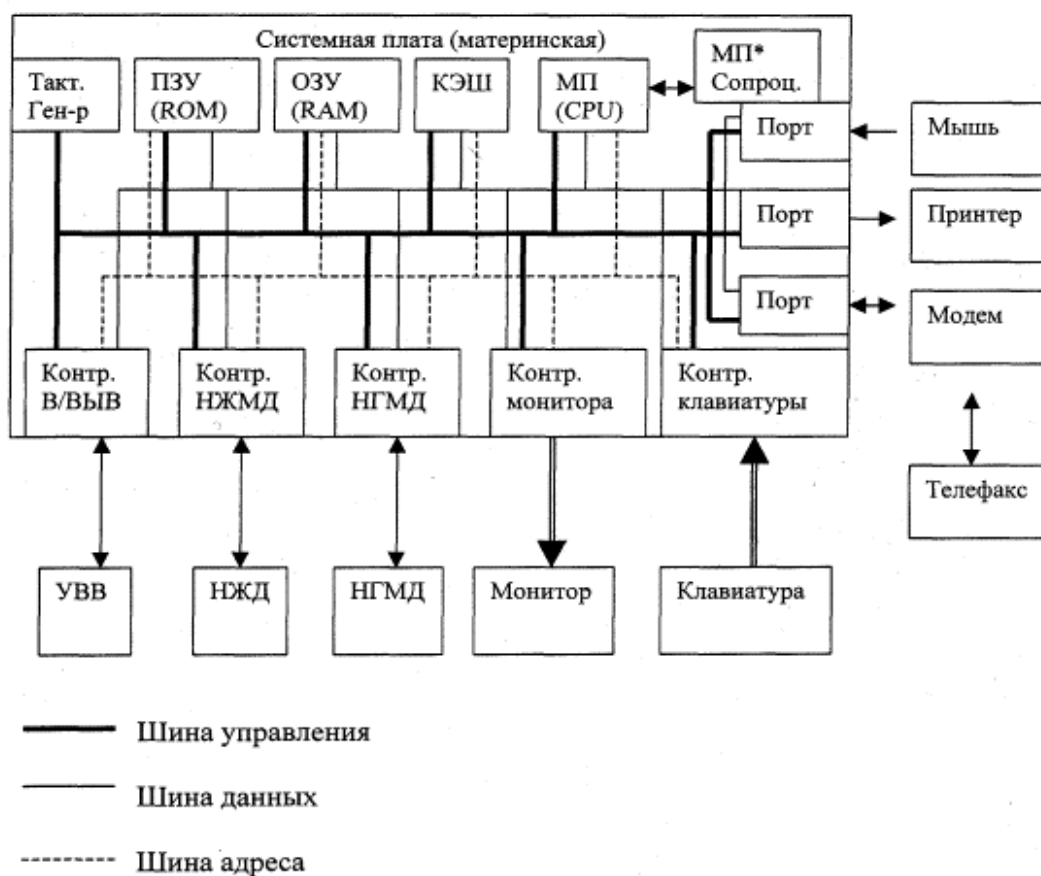 Системная плата (материнская)
Такт.
Ген-р
ПЗУ
(ROM)
ОЗУ
(RAM)
КЭШ
МП
(CPU)
МП*
Сопроц.
Порт
Мышь
Порт
Принтер
Порт
Модем
Контр.
В/ВЫВ
Контр.
НЖМД
Контр.
НГМД
Контр.
монитора
Контр.
клавиатуры
Телефакс
УВВ
НЖД
НГМД
Монитор
Клавиатура
Шина управления
Шина данных
Шина адреса